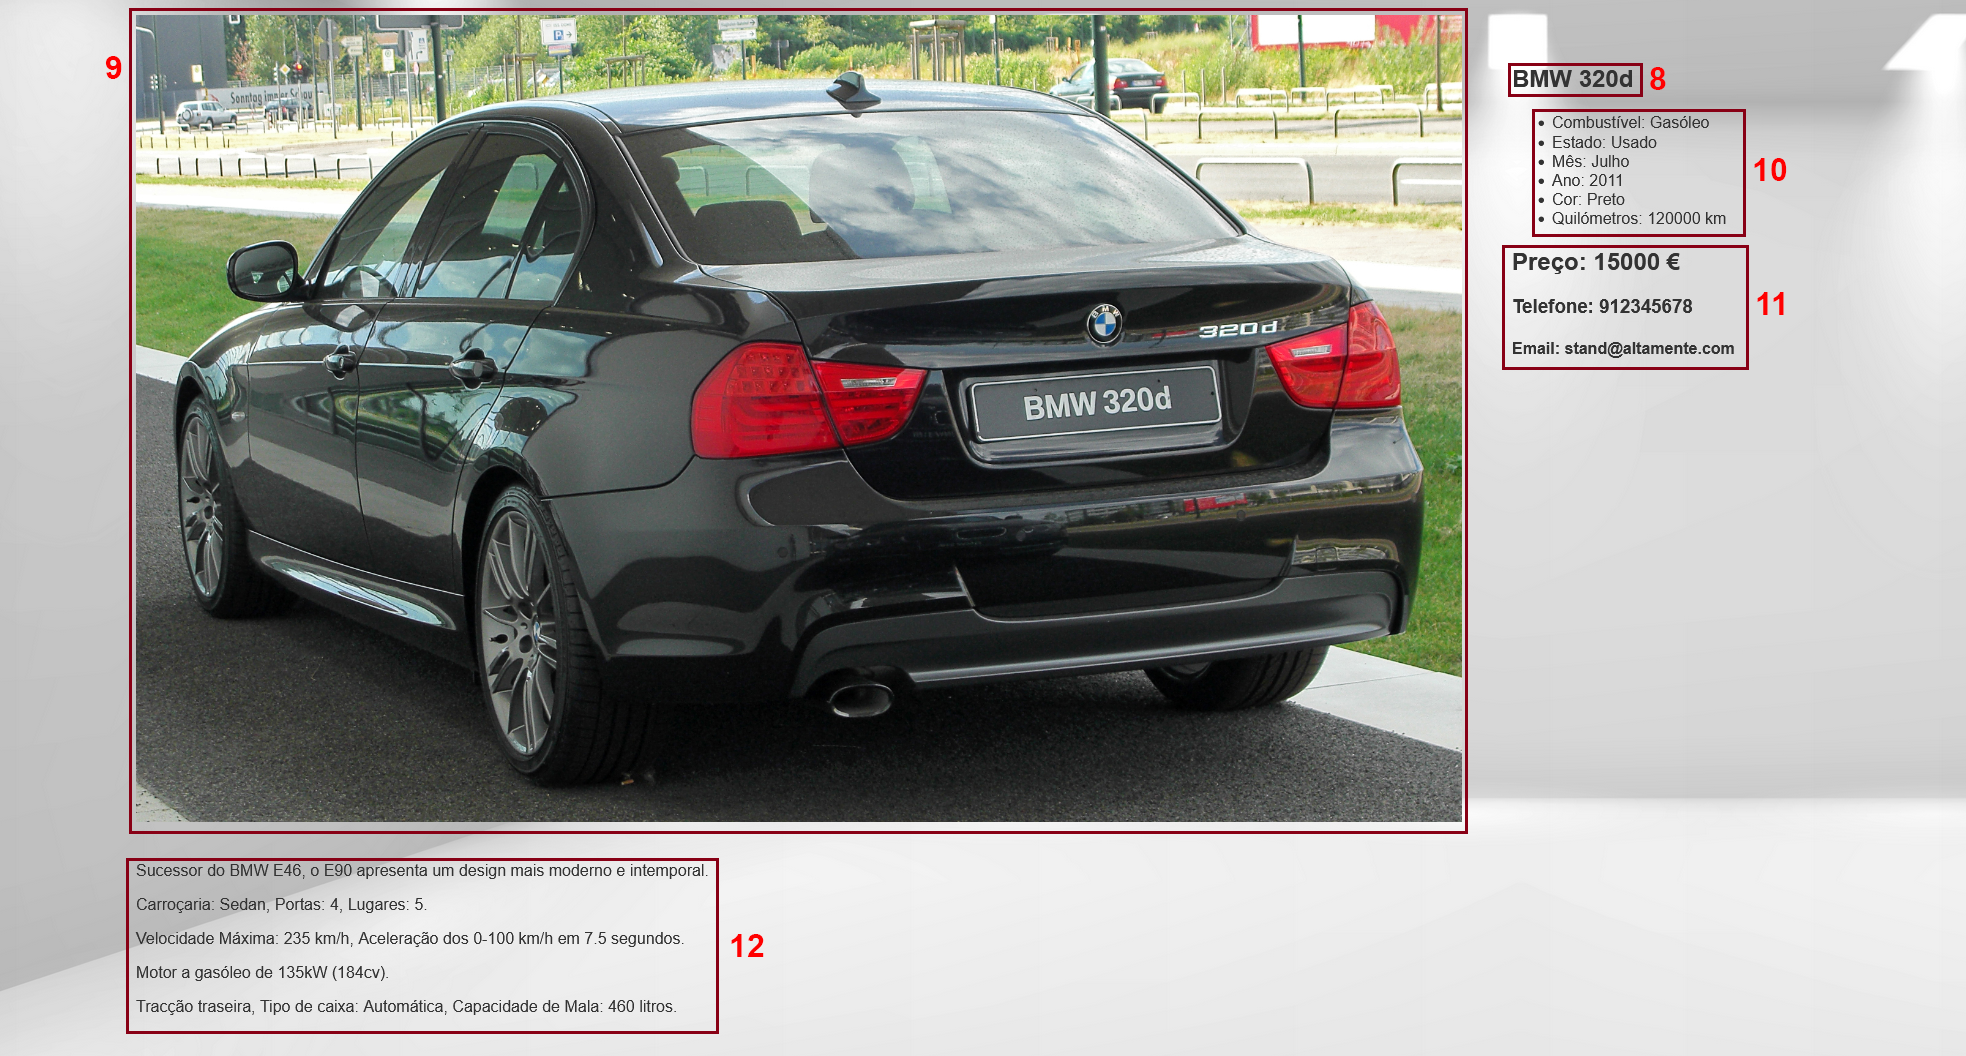 9
Sonntag immer Schau
P
BMW
320d
BMW 320d
BMW 320d
8
Combustível: Gasóleo
Estado: Usado
Mês: Julho
Ano: 2011
Cor: Preto
Quilómetros: 120000 km
10
Preço: 15000 €
Telefone: 912345678
Email: stand@altamente.com
11
Sucessor do BMW E46, o E90 apresenta um design mais moderno e intemporal.
Carroçaria: Sedan, Portas: 4, Lugares: 5.
Velocidade Máxima: 235 km/h, Aceleração dos 0-100 km/h em 7.5 segundos.
Motor a gasóleo de 135kW (184cv).
Tracção traseira, Tipo de caixa: Automática, Capacidade de Mala: 460 litros.
12